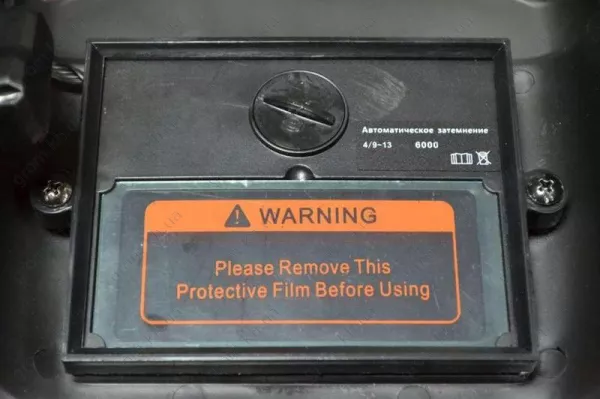 Автоматическое затемнение
4/9-13 6000
WARNING
Please Remove This
Protective Film Before Using